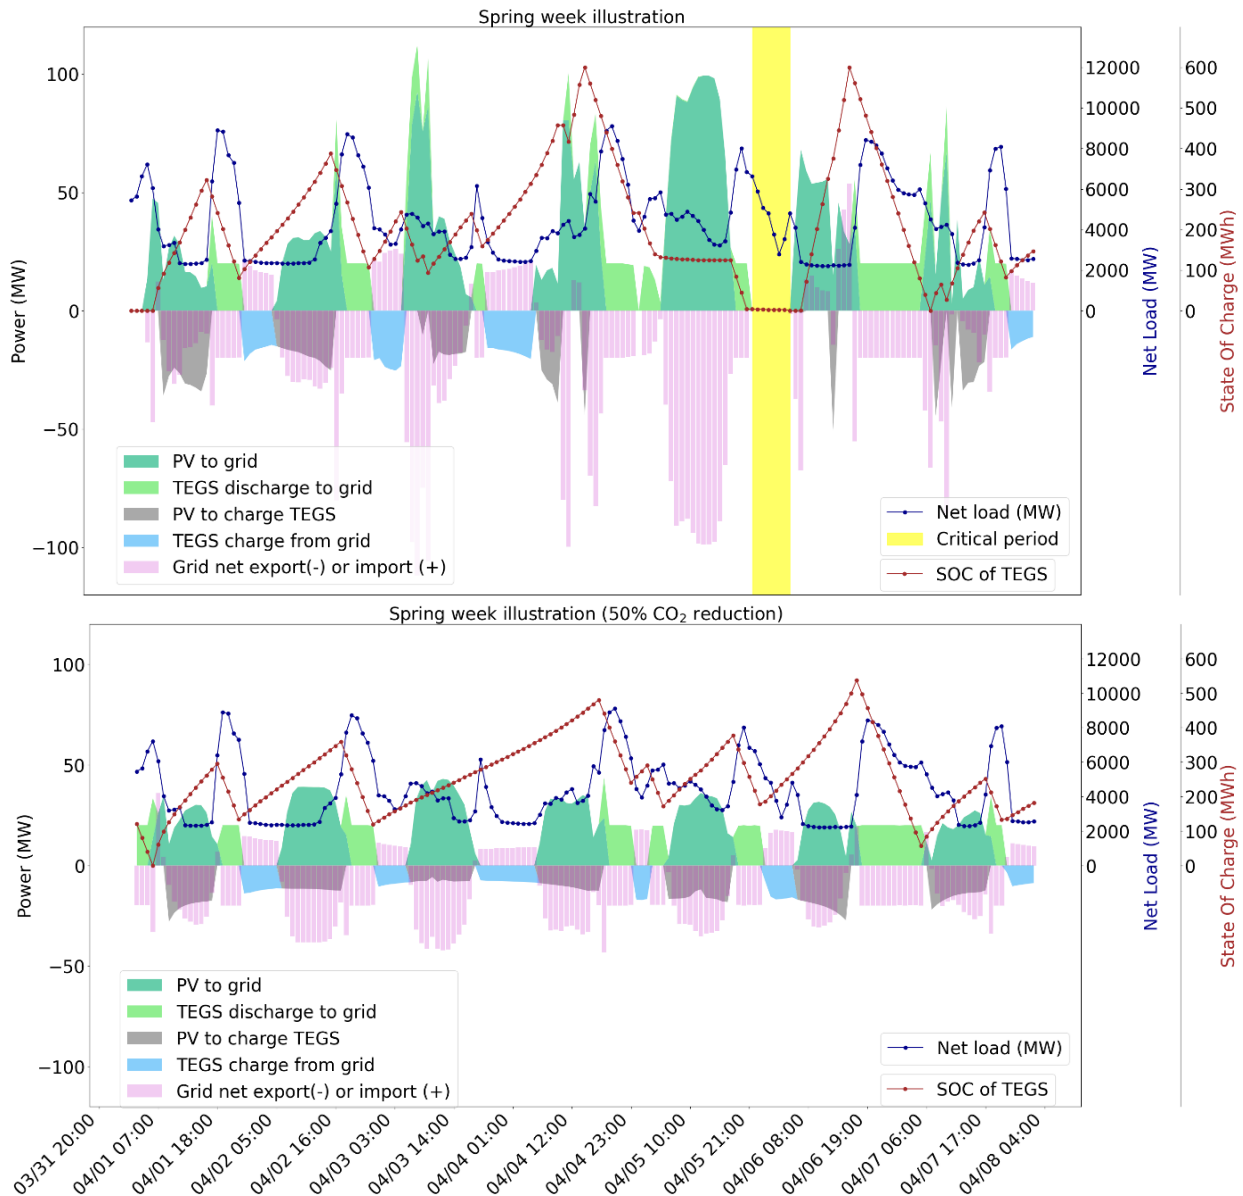 Spring week illustration
100
50
0
−50
−100
Power (MW)
12000
10000
8000
6000
4000
2000
0
Net Load (MW)
600
500
400
300
200
100
0
State Of Charge (MWh)
PV to grid
TEGS discharge to grid
PV to charge TEGS
TEGS charge from grid
Grid net export(-) or import (+)
Net load (MW)
Critical period
SOC of TEGS
Spring week illustration (50% CO₂ reduction)
100
50
0
−50
−100
Power (MW)
12000
10000
8000
6000
4000
2000
0
Net Load (MW)
600
500
400
300
200
100
0
State Of Charge (MWh)
PV to grid
TEGS discharge to grid
PV to charge TEGS
TEGS charge from grid
Grid net export(-) or import (+)
Net load (MW)
SOC of TEGS
03/31 20:00
04/01 07:00
04/01 18:00
04/02 05:00
04/02 16:00
04/03 03:00
04/03 14:00
04/04 01:00
04/04 12:00
04/04 23:00
04/05 10:00
04/05 21:00
04/06 08:00
04/06 19:00
04/07 06:00
04/07 17:00
04/08 04:00